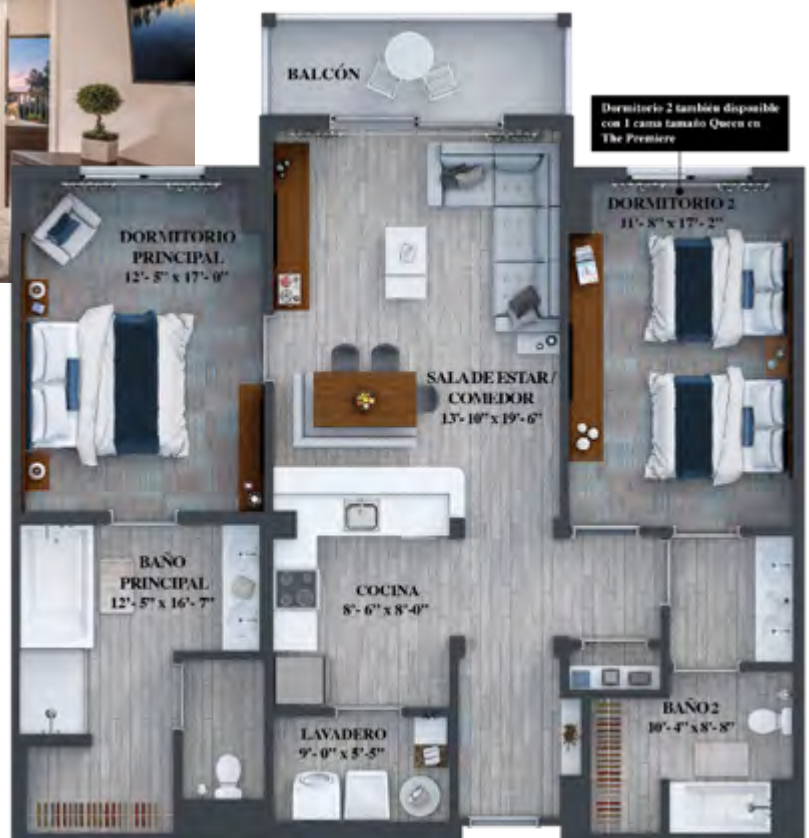 BALCÓN
Dormitorio 2 también disponible
con 1 cama tamaño Queen en
The Premiere
DORMITORIO
PRINCIPAL
12'- 5" x 17'- 0"
DORMITORIO 2
11'- 8" x 17'- 2"
SALA DE ESTAR /
COMEDOR
13'- 10" x 19'- 6"
BAÑO
PRINCIPAL
12'- 5" x 16'- 7"
COCINA
8'- 6" x 8'-0"
LAVADERO
9'- 0" x 5'-5"
BAÑO 2
10'- 4" x 8'- 8"